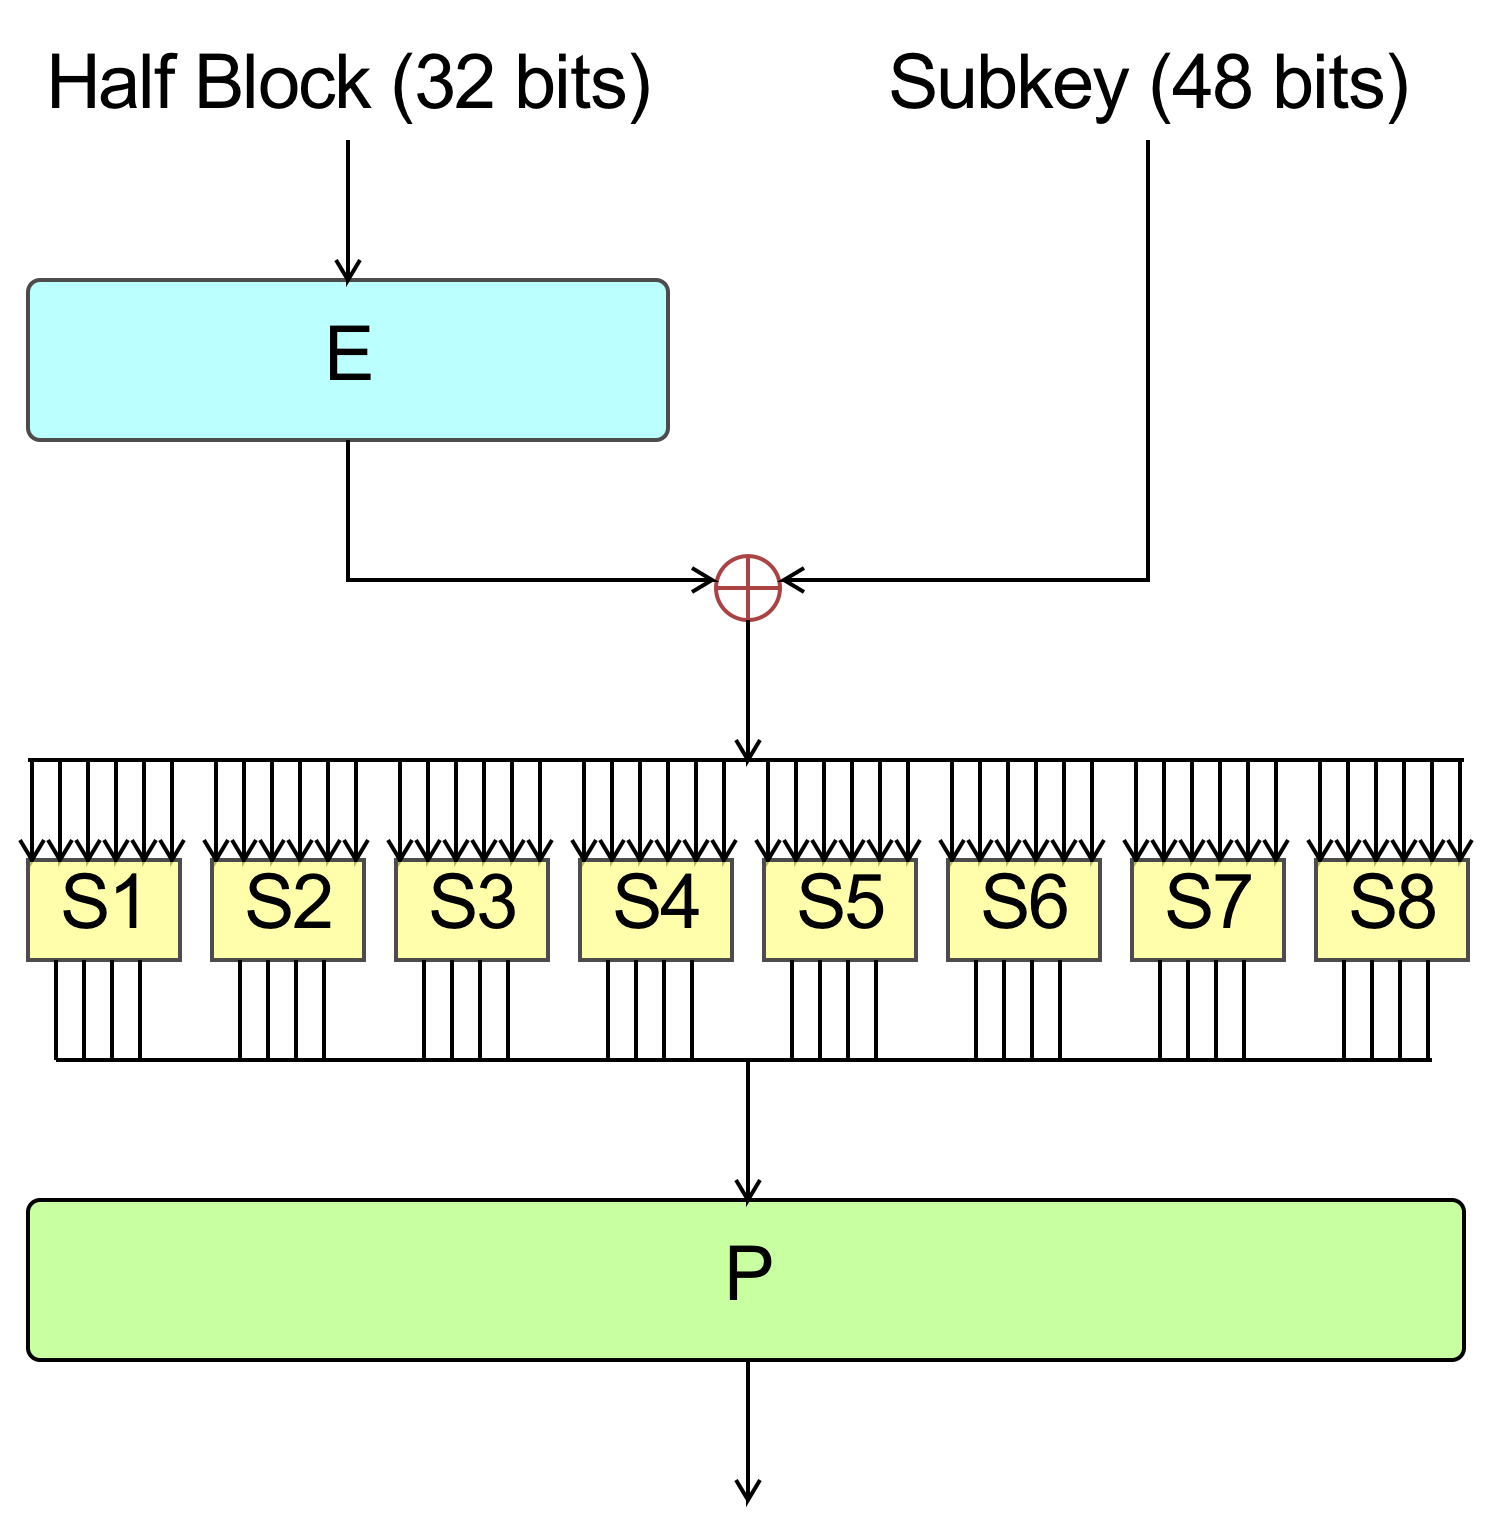 Half Block (32 bits) Subkey (48 bits)
E
S1 S2 S3 S4 S5 S6 S7 S8
P